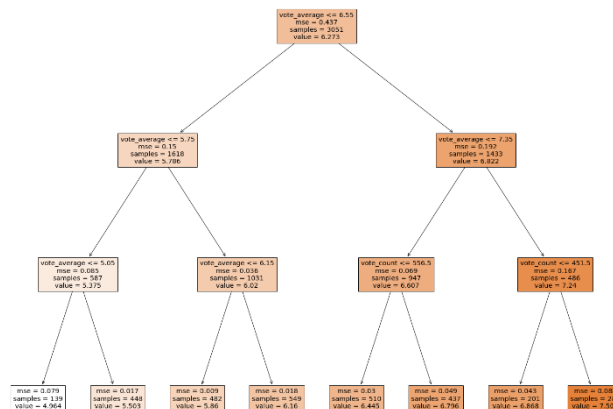 vote_average <= 6.55
mse = 0.437
samples = 3051
value = 6.273
vote_average <= 5.75
mse = 0.15
samples = 1618
value = 5.786
vote_average <= 7.25
mse = 0.192
samples = 1433
value = 6.822
vote_average <= 5.05
mse = 0.085
samples = 587
value = 5.375
vote_average <= 6.15
mse = 0.036
samples = 1031
value = 6.02
vote_count <= 556.5
mse = 0.069
samples = 947
value = 6.607
vote_count <= 451.5
mse = 0.167
samples = 486
value = 7.24
mse = 0.079
samples = 139
value = 4.964
mse = 0.017
samples = 448
value = 5.503
mse = 0.009
samples = 482
value = 5.86
mse = 0.018
samples = 549
value = 6.16
mse = 0.03
samples = 510
value = 6.445
mse = 0.049
samples = 437
value = 6.796
mse = 0.043
samples = 201
value = 6.868
mse =
samples =
value =